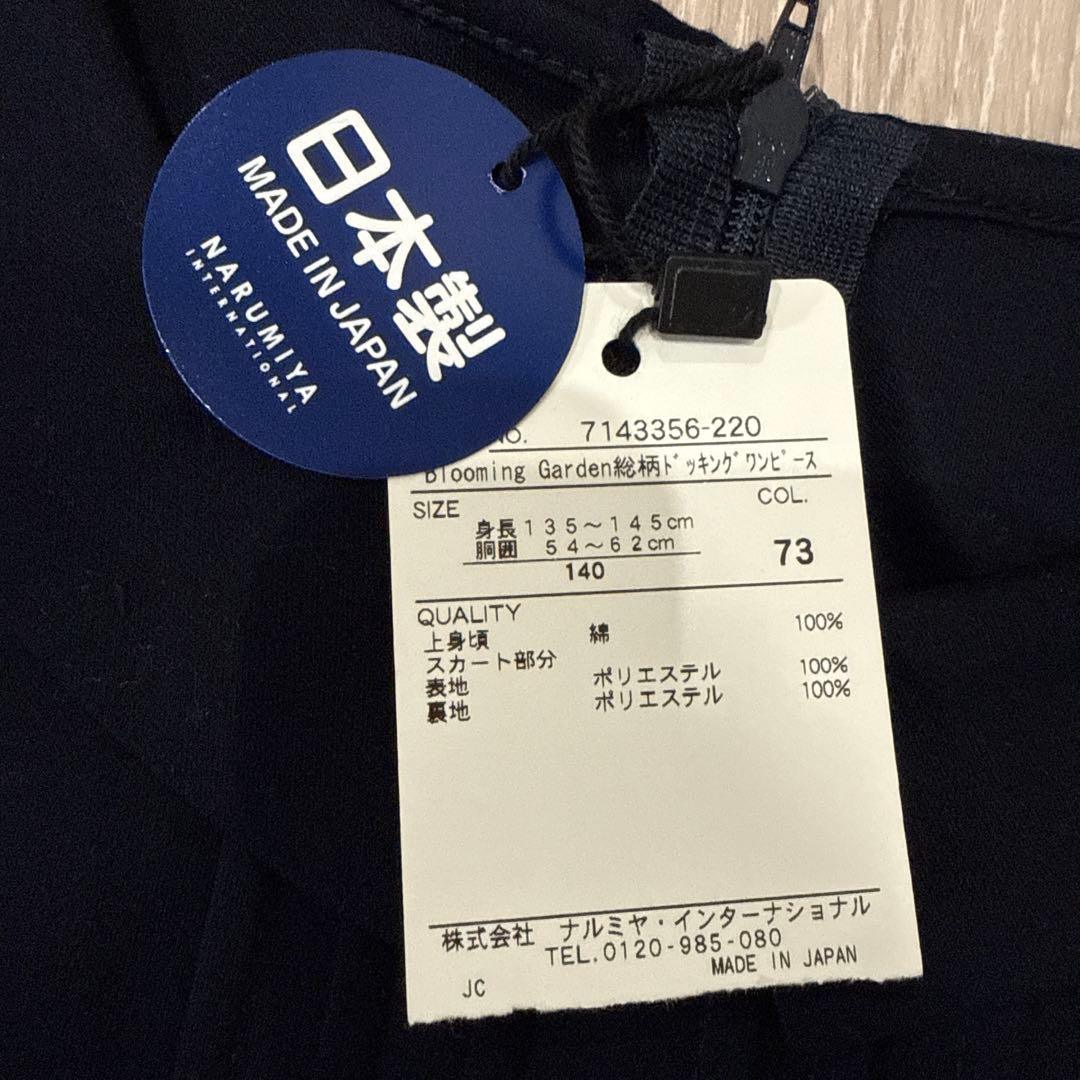 日本製
MADE IN JAPAN
NARUMIYA
INTERNATIONAL
NO. 7143356-220
Blooming Garden総柄ﾄﾞｯｷﾝｸﾞﾜﾝﾋﾟｰｽ
SIZE COL.
身長 135～145cm
胴囲 54～62cm
140 73
QUALITY
上身頃 綿 100%
スカート部分
表地 ポリエステル 100%
裏地 ポリエステル 100%
株式会社 ナルミヤ・インターナショナル
TEL.0120-985-080
MADE IN JAPAN
JC